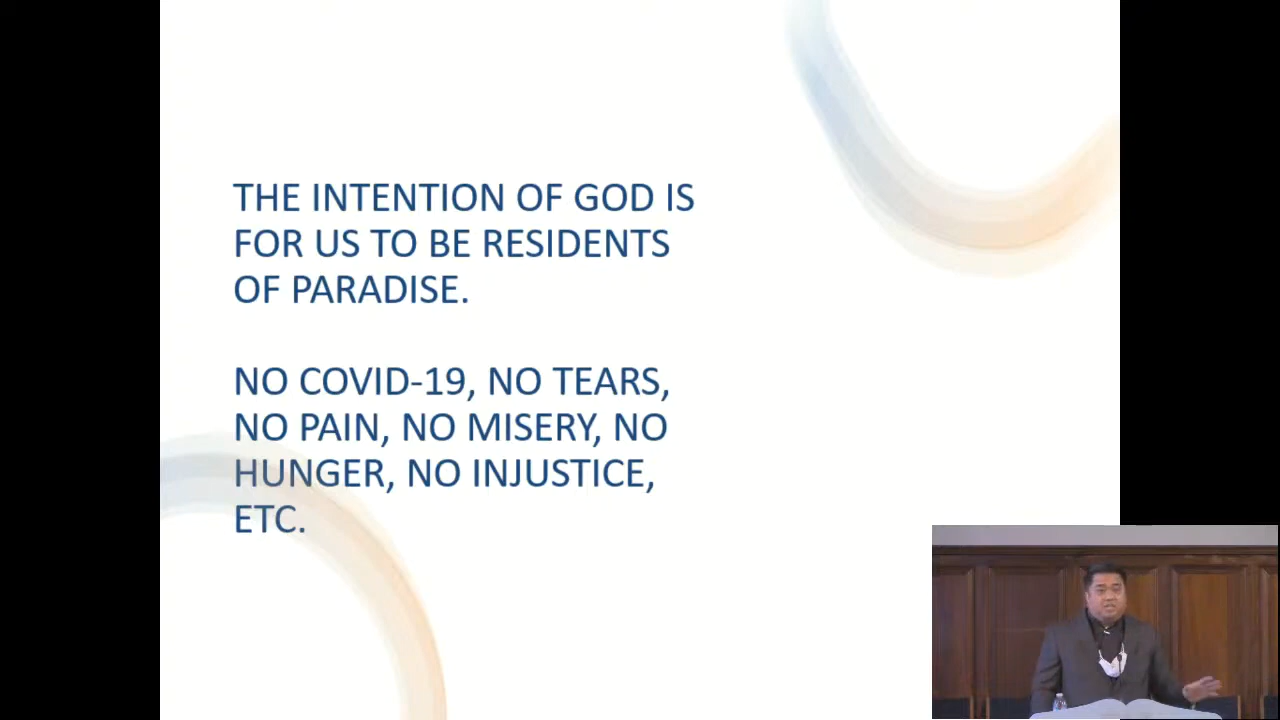 THE INTENTION OF GOD IS
FOR US TO BE RESIDENTS
OF PARADISE.
NO COVID-19, NO TEARS,
NO PAIN, NO MISERY, NO
HUNGER, NO INJUSTICE,
ETC.